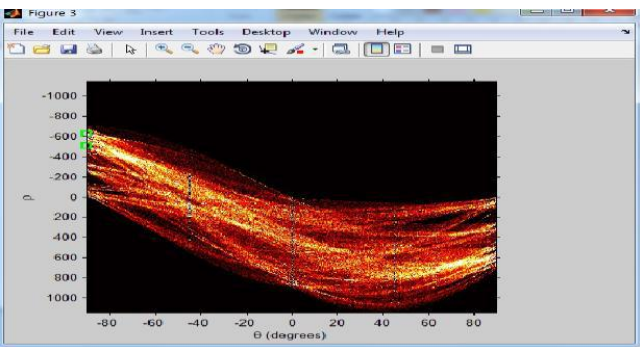 Figure 3
File Edit View Insert Tools Desktop Window Help
-1000
-800
-600
-400
-200
0
200
400
600
800
1000
ρ
-80 -60 -40 -20 0 20 40 60 80
Θ (degrees)